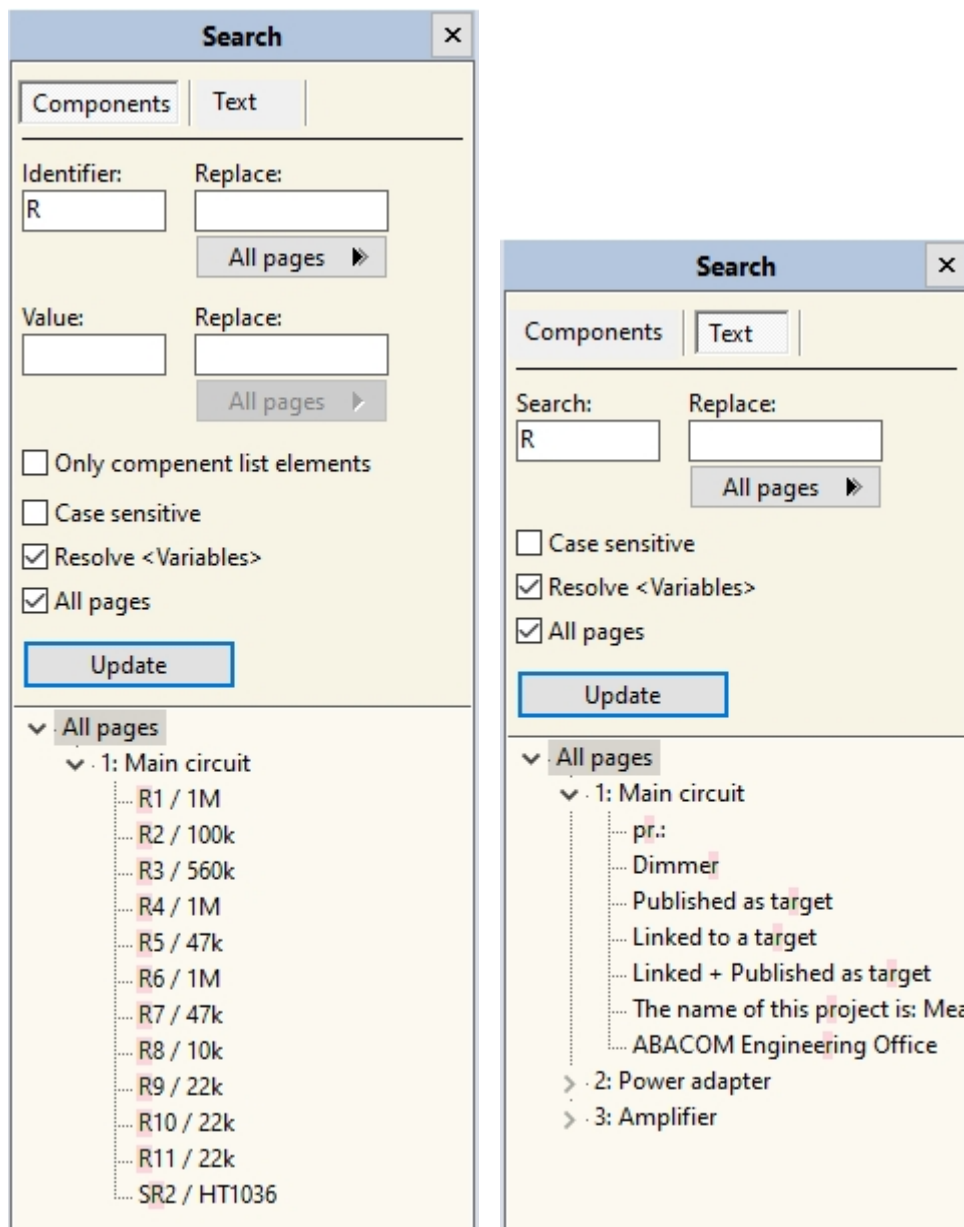 Search
Components Text
Identifier: Replace:
R
All pages
Value: Replace:
All pages
Only compenent list elements
Case sensitive
Resolve <Variables>
All pages
Update
All pages
1: Main circuit
R1 / 1M
R2 / 100k
R3 / 560k
R4 / 1M
R5 / 47k
R6 / 1M
R7 / 47k
R8 / 10k
R9 / 22k
R10 / 22k
R11 / 22k
SR2 / HT1036
Search
Components Text
Search: Replace:
R
All pages
Case sensitive
Resolve <Variables>
All pages
Update
All pages
1: Main circuit
pr.:
Dimmer
Published as target
Linked to a target
Linked + Published as target
The name of this project is: Mea
ABACOM Engineering Office
2: Power adapter
3: Amplifier